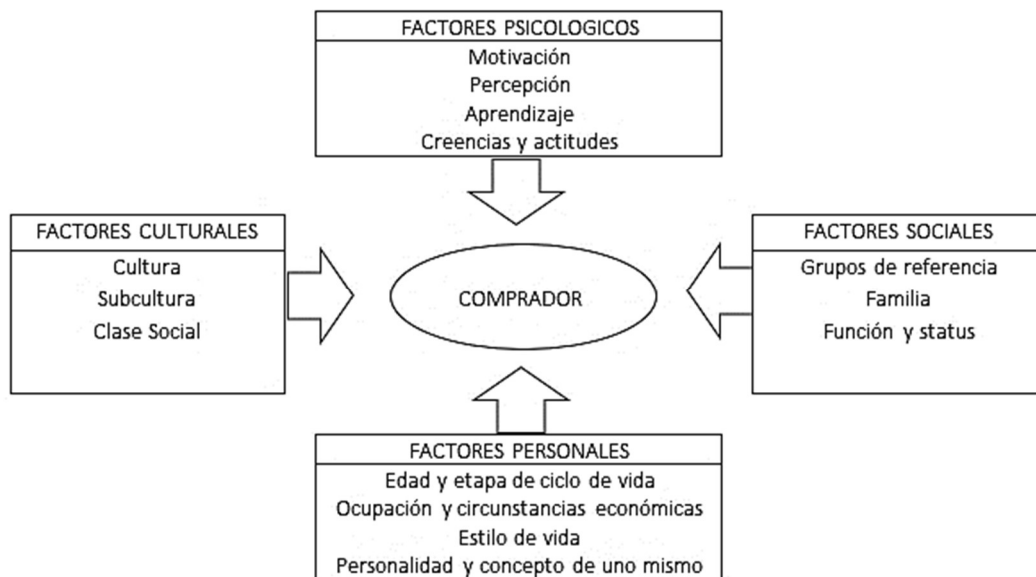 FACTORES PSICOLOGICOS
Motivación
Percepción
Aprendizaje
Creencias y actitudes
FACTORES CULTURALES
Cultura
Subcultura
Clase Social
COMPRADOR
FACTORES SOCIALES
Grupos de referencia
Familia
Función y status
FACTORES PERSONALES
Edad y etapa de ciclo de vida
Ocupación y circunstancias económicas
Estilo de vida
Personalidad y concepto de uno mismo